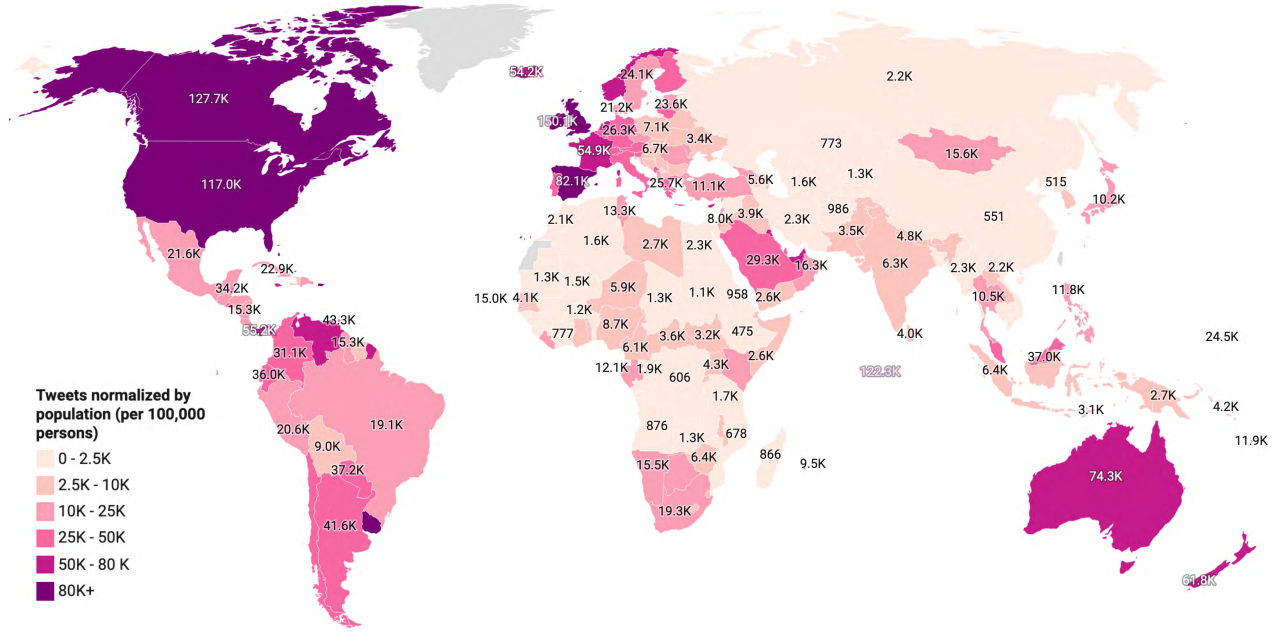 54.2K
24.1K
2.2K
127.7K
21.2K
23.6K
150.1K
26.3K
7.1K
3.4K
773
54.9K
6.7K
15.6K
1.3K
117.0K
82.1K
25.7K
11.1K
5.6K
1.6K
515
10.2K
13.3K
986
2.1K
8.0K
3.9K
2.3K
551
1.6K
2.7K
2.3K
3.5K
4.8K
21.6K
29.3K
16.3K
6.3K
2.3K
2.2K
22.9K
1.3K
1.5K
34.2K
5.9K
1.1K
958
2.6K
10.5K
11.8K
15.0K
4.1K
1.3K
15.3K
1.2K
43.3K
8.7K
55.2K
777
475
4.0K
15.3K
3.6K
3.2K
24.5K
31.1K
6.1K
2.6K
37.0K
12.1K
1.9K
4.3K
122.3K
6.4K
36.0K
606
Tweets normalized by
population (per 100,000
persons)
0 - 2.5K
2.5K - 10K
10K - 25K
25K - 50K
50K - 80 K
80K+
1.7K
2.7K
3.1K
4.2K
20.6K
19.1K
876
1.3K
678
11.9K
9.0K
6.4K
866
9.5K
37.2K
15.5K
74.3K
19.3K
41.6K
61.8K